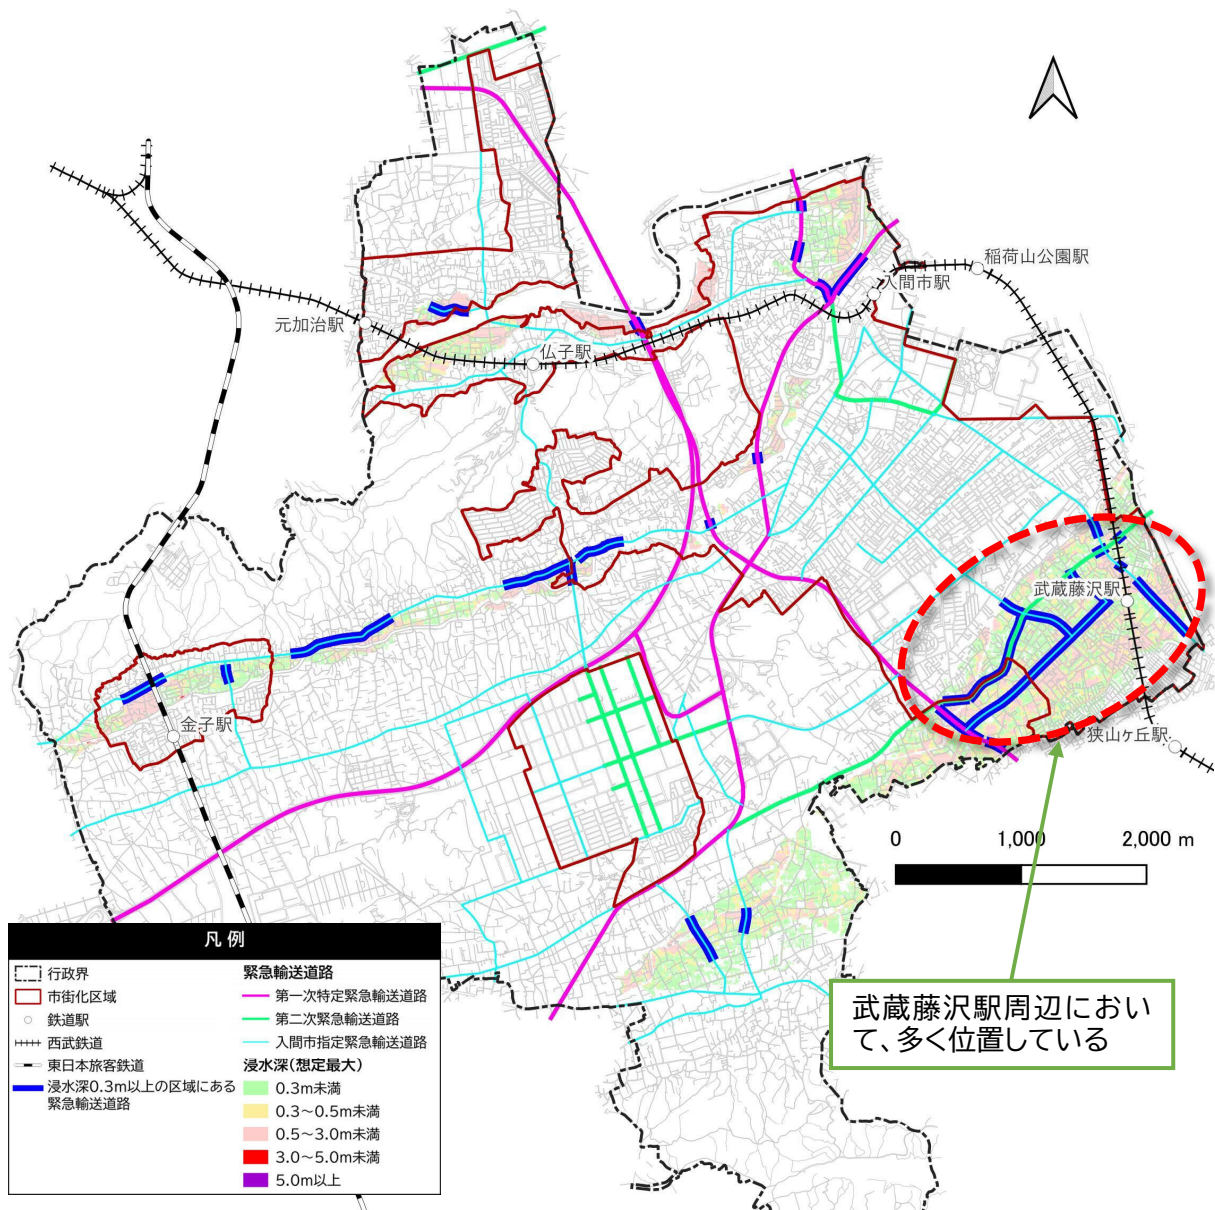 稲荷山公園駅
入間市駅
元加治駅
仏子駅
武蔵藤沢駅
金子駅
狭山ヶ丘駅
0 1,000 2,000 m
武蔵藤沢駅周辺におい
て、多く位置している
凡例
行政界
市街化区域
鉄道駅
西武鉄道
東日本旅客鉄道
浸水深0.3m以上の区域にある
緊急輸送道路
緊急輸送道路
第一次特定緊急輸送道路
第二次緊急輸送道路
入間市指定緊急輸送道路
浸水深(想定最大)
0.3m未満
0.3～0.5m未満
0.5～3.0m未満
3.0～5.0m未満
5.0m以上